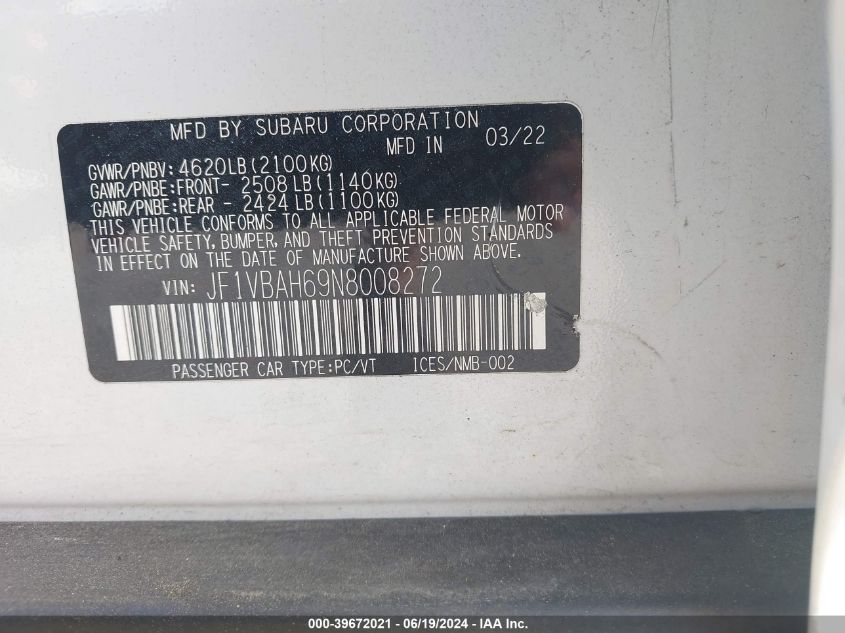 MFD BY SUBARU CORPORATION
MFD IN 03/22
GVWR/PNBV: 4620LB(2100KG)
GAWR/PNBE:FRONT- 2508LB(1140KG)
GAWR/PNBE:REAR - 2424LB(1100KG)
THIS VEHICLE CONFORMS TO ALL APPLICABLE FEDERAL MOTOR
VEHICLE SAFETY, BUMPER, AND THEFT PREVENTION STANDARDS
IN EFFECT ON THE DATE OF MANUFACTURE SHOWN ABOVE.
VIN: JF1VBAH69N8008272
PASSENGER CAR TYPE:PC/VT ICES/NMB-002
000-39672021 / 06/19/2024 / IAA Inc.